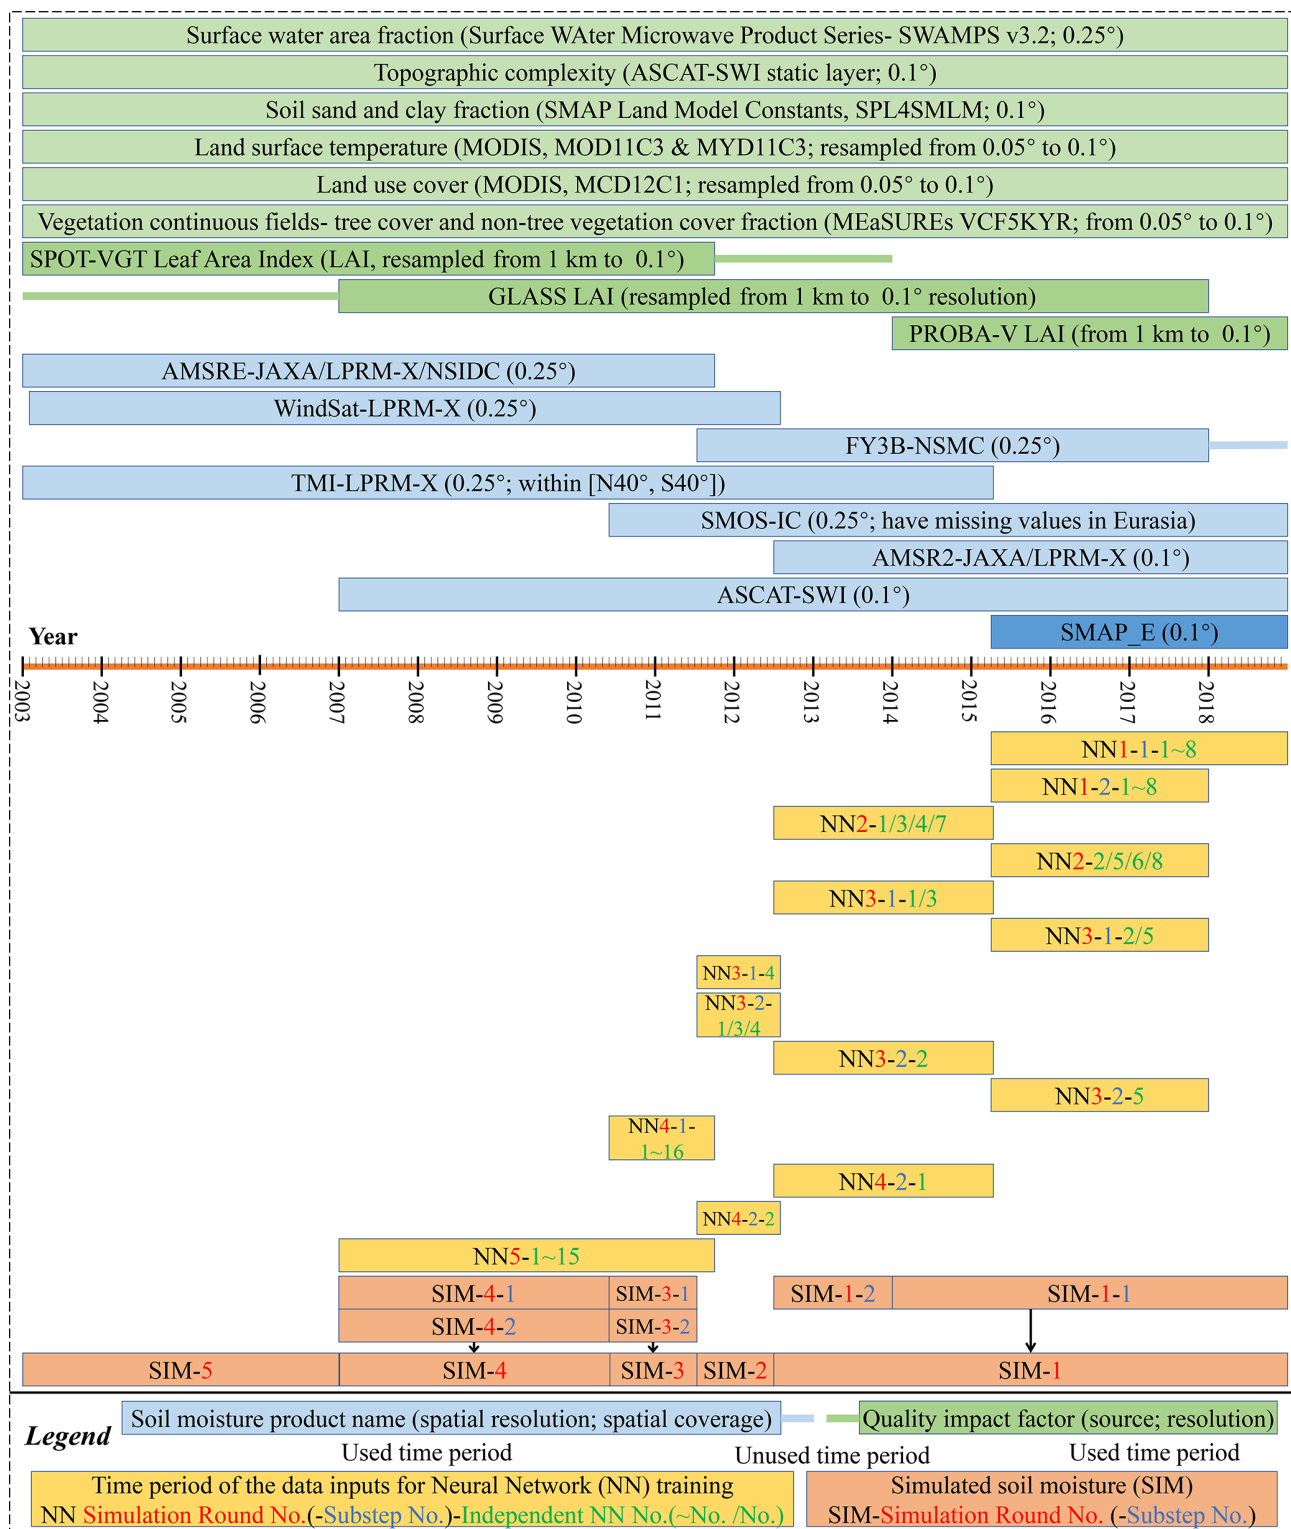 Surface water area fraction (Surface WAter Microwave Product Series- SWAMPS v3.2; 0.25°)
Topographic complexity (ASCAT-SWI static layer; 0.1°)
Soil sand and clay fraction (SMAP Land Model Constants, SPL4SMLM; 0.1°)
Land surface temperature (MODIS, MOD11C3 & MYD11C3; resampled from 0.05° to 0.1°)
Land use cover (MODIS, MCD12C1; resampled from 0.05° to 0.1°)
Vegetation continuous fields- tree cover and non-tree vegetation cover fraction (MEaSUREs VCF5KYR; from 0.05° to 0.1°)
SPOT-VGT Leaf Area Index (LAI, resampled from 1 km to 0.1°)
GLASS LAI (resampled from 1 km to 0.1° resolution)
PROBA-V LAI (from 1 km to 0.1°)
AMSRE-JAXA/LPRM-X/NSIDC (0.25°)
WindSat-LPRM-X (0.25°)
FY3B-NSMC (0.25°)
TMI-LPRM-X (0.25°; within [N40°, S40°])
SMOS-IC (0.25°; have missing values in Eurasia)
AMSR2-JAXA/LPRM-X (0.1°)
ASCAT-SWI (0.1°)
Year
SMAP_E (0.1°)
2003 2004 2005 2006 2007 2008 2009 2010 2011 2012 2013 2014 2015 2016 2017 2018
NN1-1-1~8
NN1-2-1~8
NN2-1/3/4/7
NN2-2/5/6/8
NN3-1-1/3
NN3-1-2/5
NN3-1-4
NN3-2-
1/3/4
NN3-2-2
NN3-2-5
NN4-1-
1~16
NN4-2-1
NN4-2-2
NN5-1~15
SIM-4-1 SIM-3-1 SIM-1-2 SIM-1-1
SIM-4-2 SIM-3-2
SIM-5 SIM-4 SIM-3 SIM-2 SIM-1
Legend
Soil moisture product name (spatial resolution; spatial coverage)
Quality impact factor (source; resolution)
Used time period Unused time period Used time period
Time period of the data inputs for Neural Network (NN) training
NN Simulation Round No.(-Substep No.)-Independent NN No.(~No. /No.)
Simulated soil moisture (SIM)
SIM-Simulation Round No. (-Substep No.)